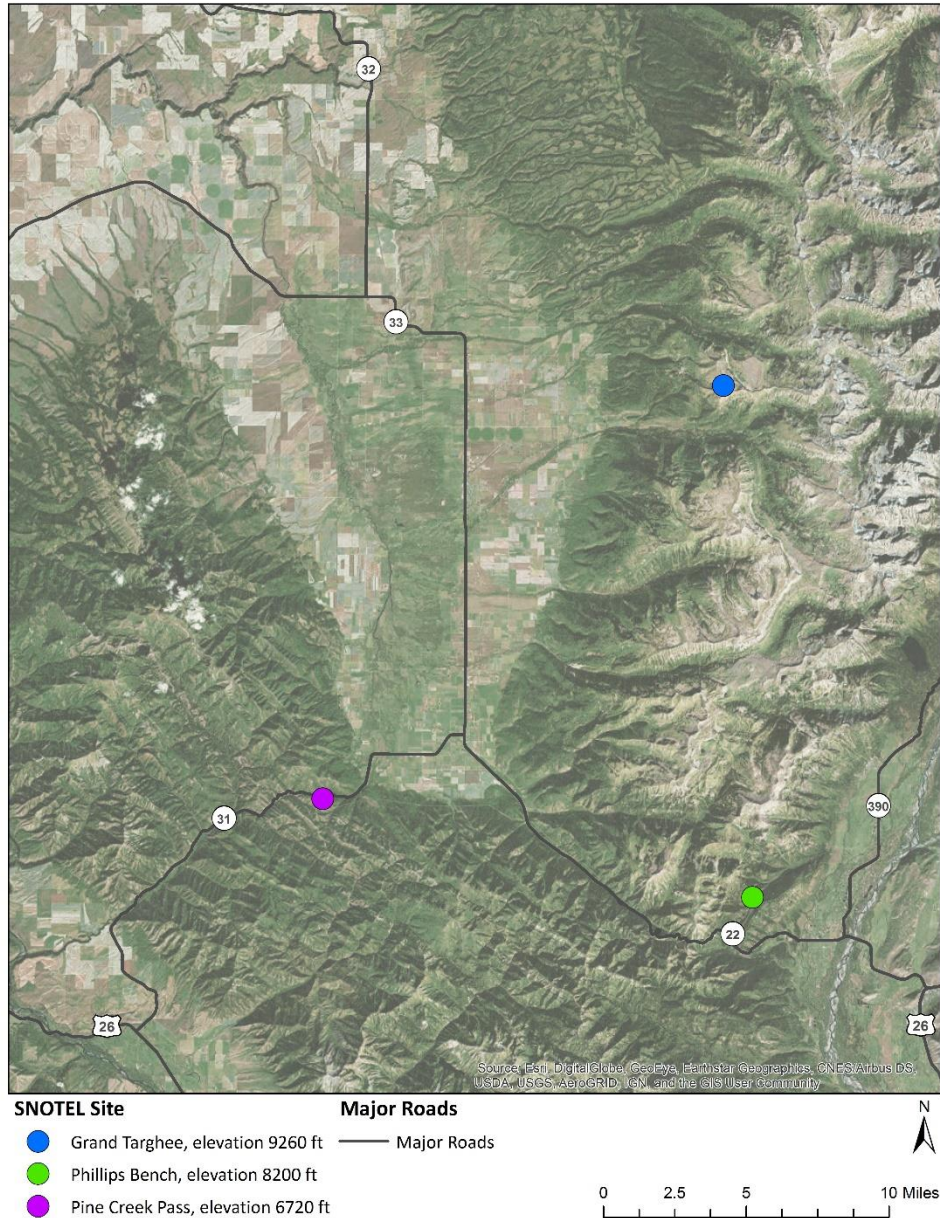 32
33
31
390
22
26
26
Source: Esri, DigitalGlobe, GeoEye, Earthstar Geographics, CNES/Airbus DS,
USDA, USGS, AeroGRID, IGN, and the GIS User Community
SNOTEL Site
Major Roads
N
Grand Targhee, elevation 9260 ft
Major Roads
Phillips Bench, elevation 8200 ft
Pine Creek Pass, elevation 6720 ft
0 2.5 5 10 Miles